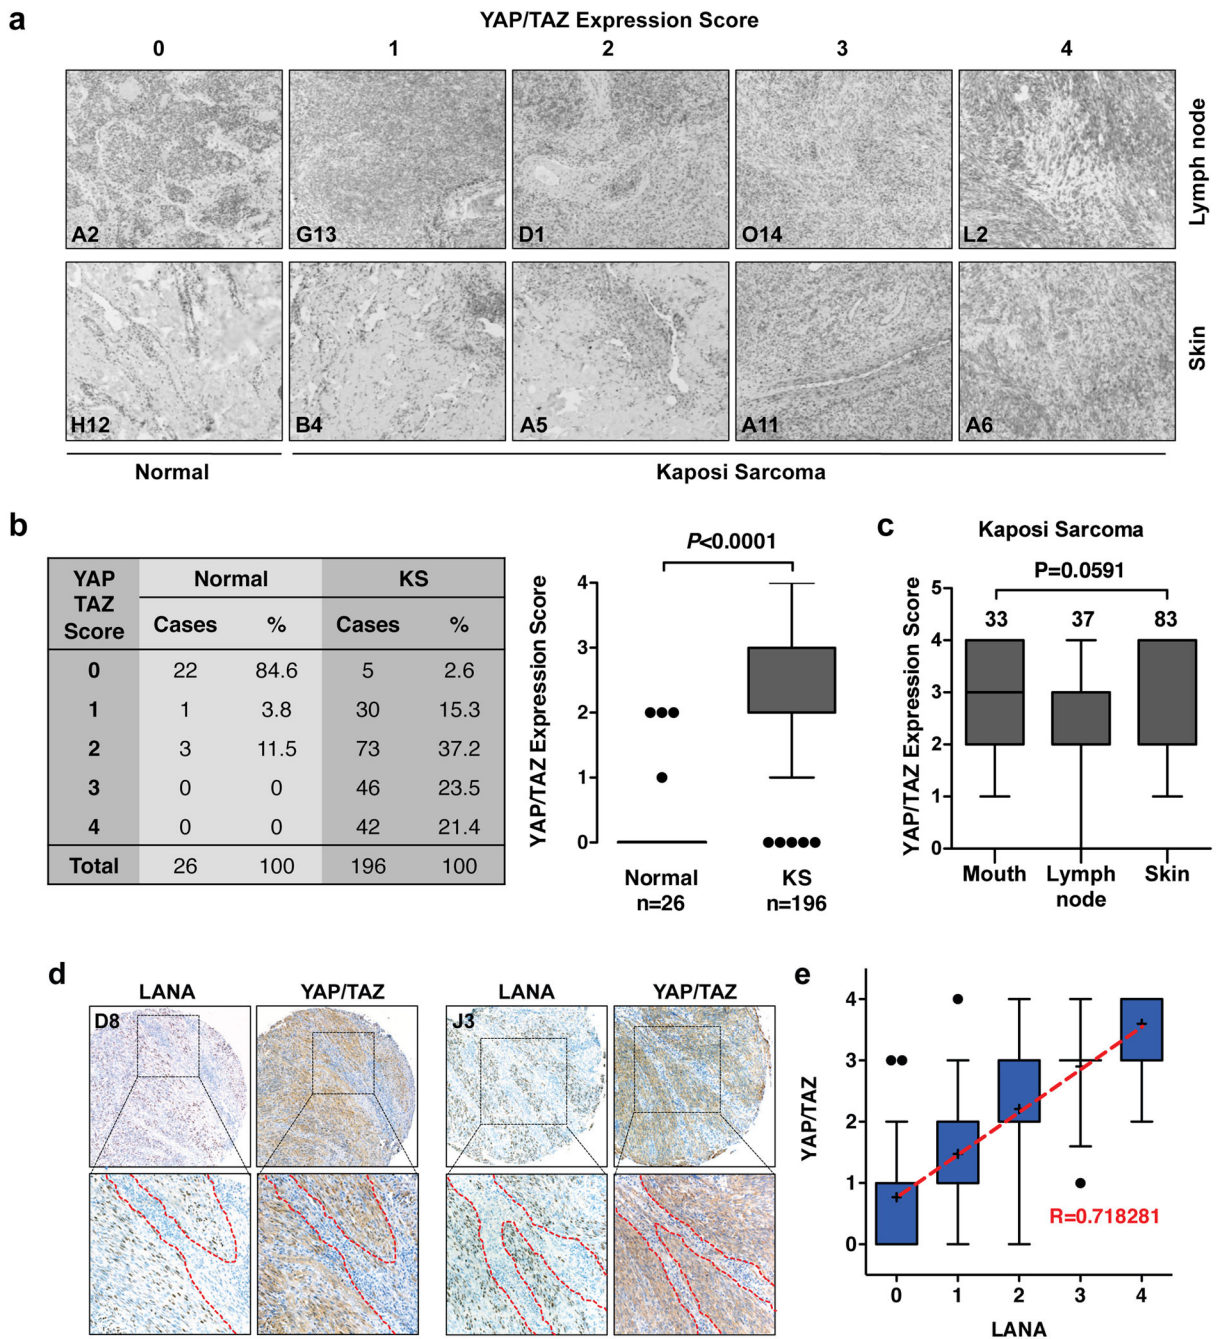 a
YAP/TAZ Expression Score
0 1 2 3 4
A2 G13 D1 O14 L2
Lymph node
H12 B4 A5 A11 A6
Skin
Normal Kaposi Sarcoma
b
YAP TAZ Score Normal KS
Cases % Cases %
0 22 84.6 5 2.6
1 1 3.8 30 15.3
2 3 11.5 73 37.2
3 0 0 46 23.5
4 0 0 42 21.4
Total 26 100 196 100
P<0.0001
YAP/TAZ Expression Score
4
3
2
1
0
Normal KS
n=26 n=196
c
Kaposi Sarcoma
P=0.0591
33 37 83
YAP/TAZ Expression Score
5
4
3
2
1
0
Mouth Lymph node Skin
d
LANA YAP/TAZ LANA YAP/TAZ
D8 J3
e
YAP/TAZ
4
3
2
1
0
R=0.718281
0 1 2 3 4
LANA